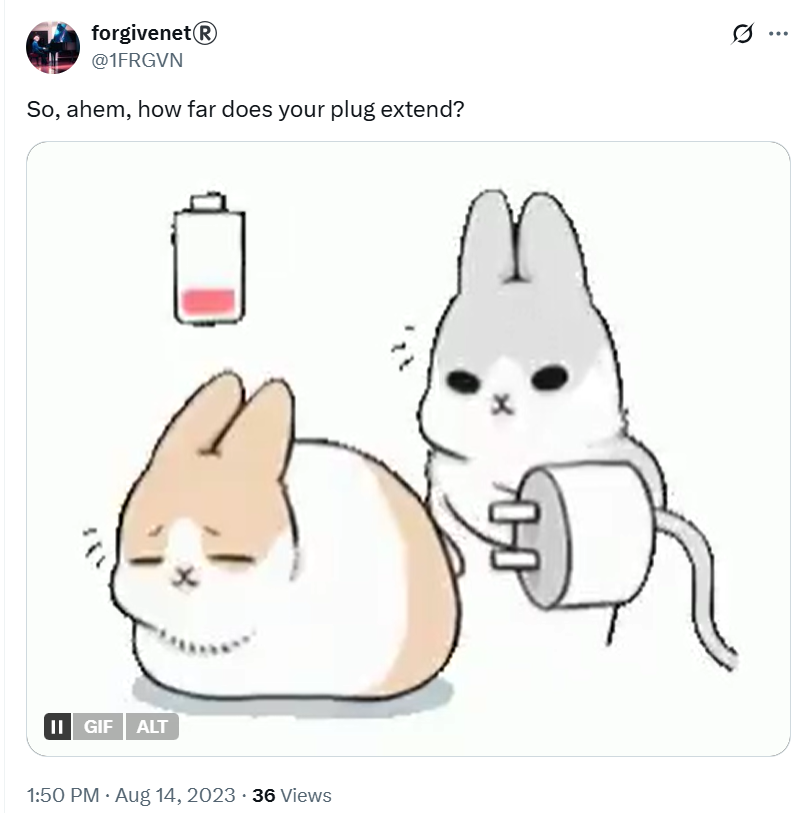 forgivenet®
@1FRGVN
So, ahem, how far does your plug extend?
GIF ALT
1:50 PM · Aug 14, 2023 · 36 Views